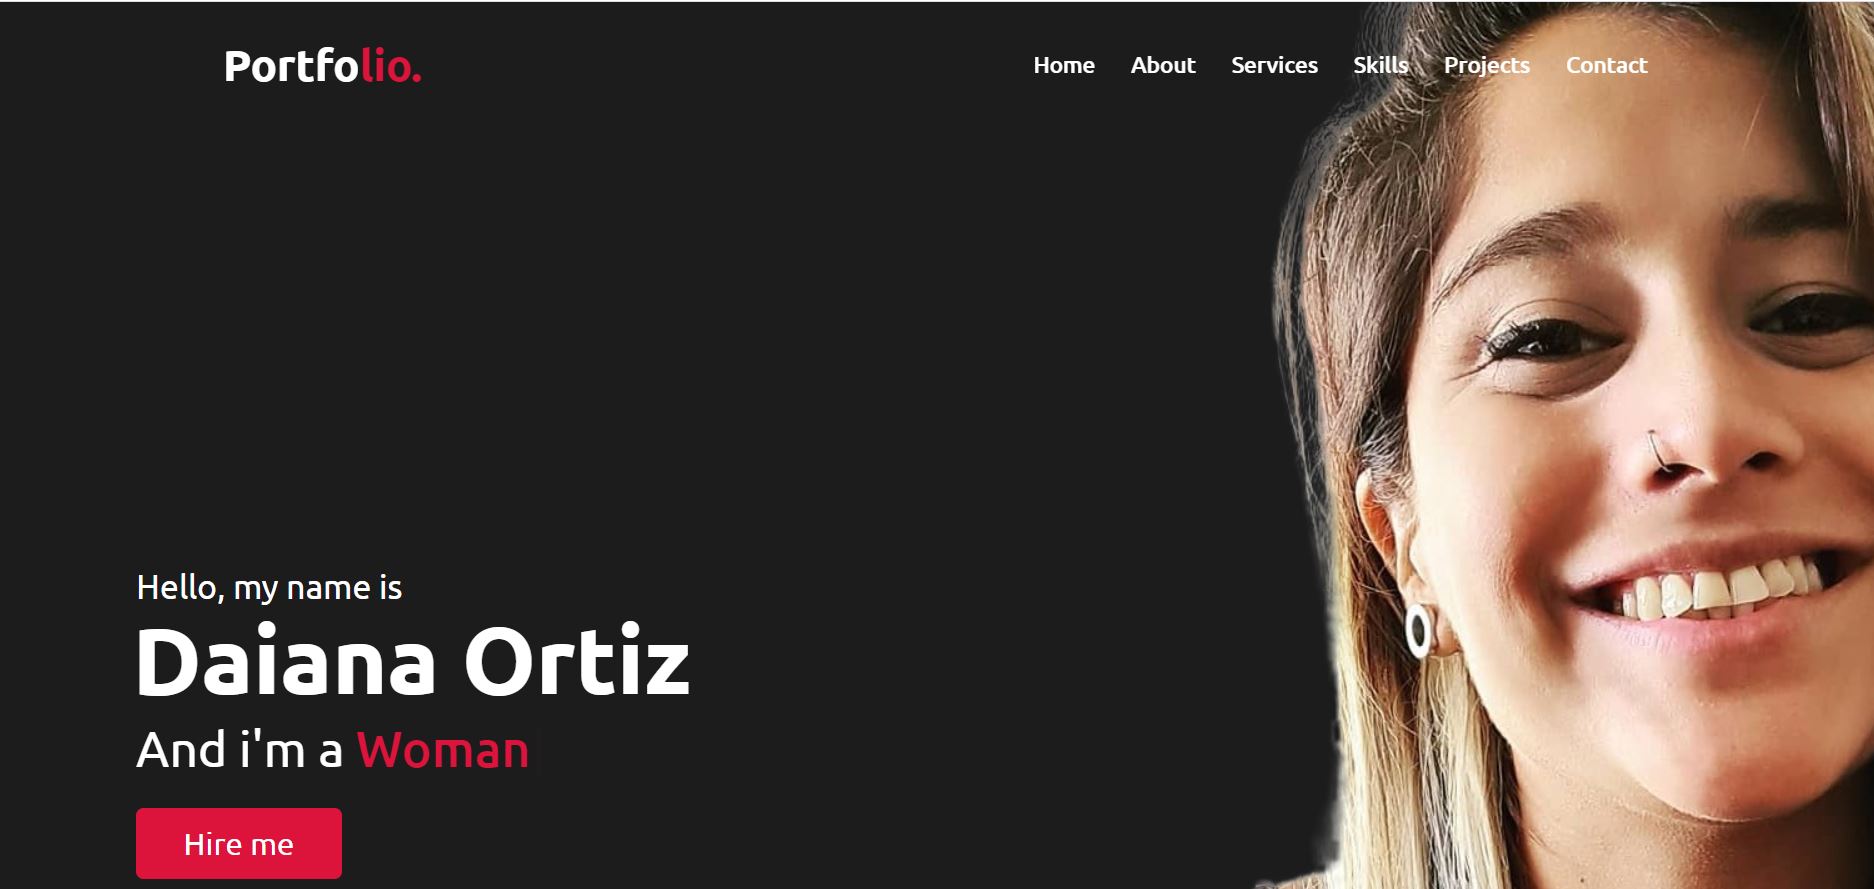 Portfolio.
Home About Services Skills Projects Contact
Hello, my name is
Daiana Ortiz
And i'm a Woman
Hire me